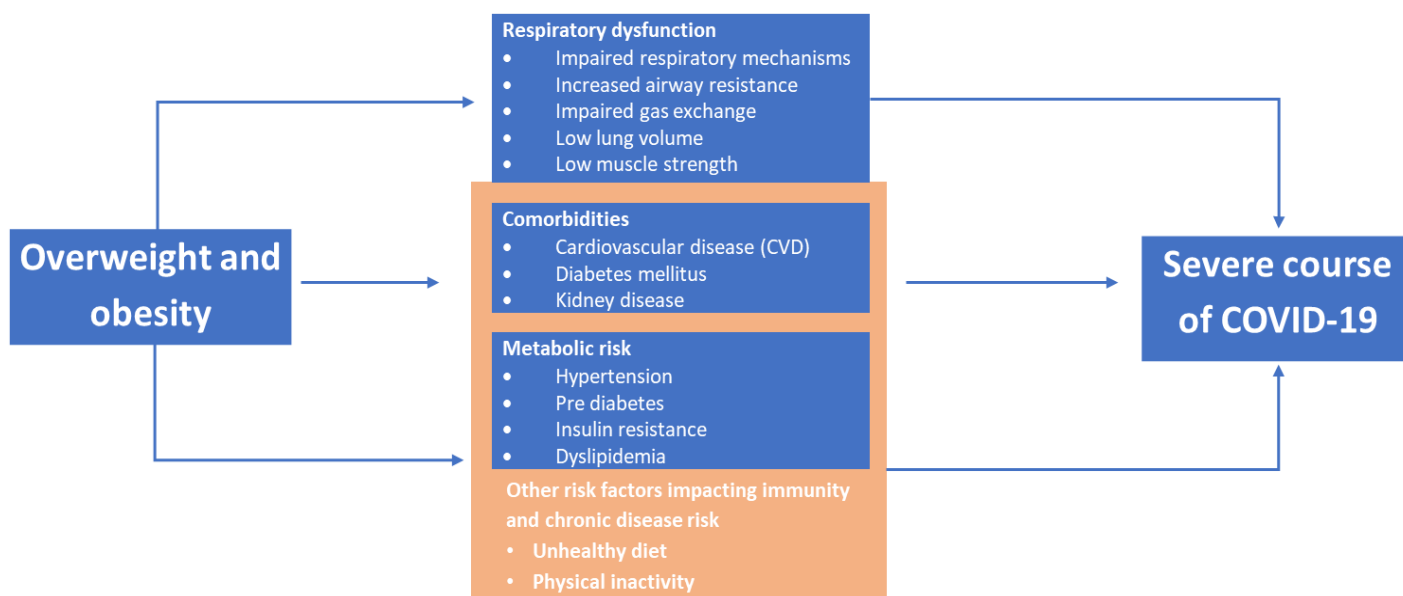 Respiratory dysfunction
• Impaired respiratory mechanisms
• Increased airway resistance
• Impaired gas exchange
• Low lung volume
• Low muscle strength
Overweight and
obesity
Comorbidities
• Cardiovascular disease (CVD)
• Diabetes mellitus
• Kidney disease
Metabolic risk
• Hypertension
• Pre diabetes
• Insulin resistance
• Dyslipidemia
Other risk factors impacting immunity
and chronic disease risk
• Unhealthy diet
• Physical inactivity
Severe course
of COVID-19